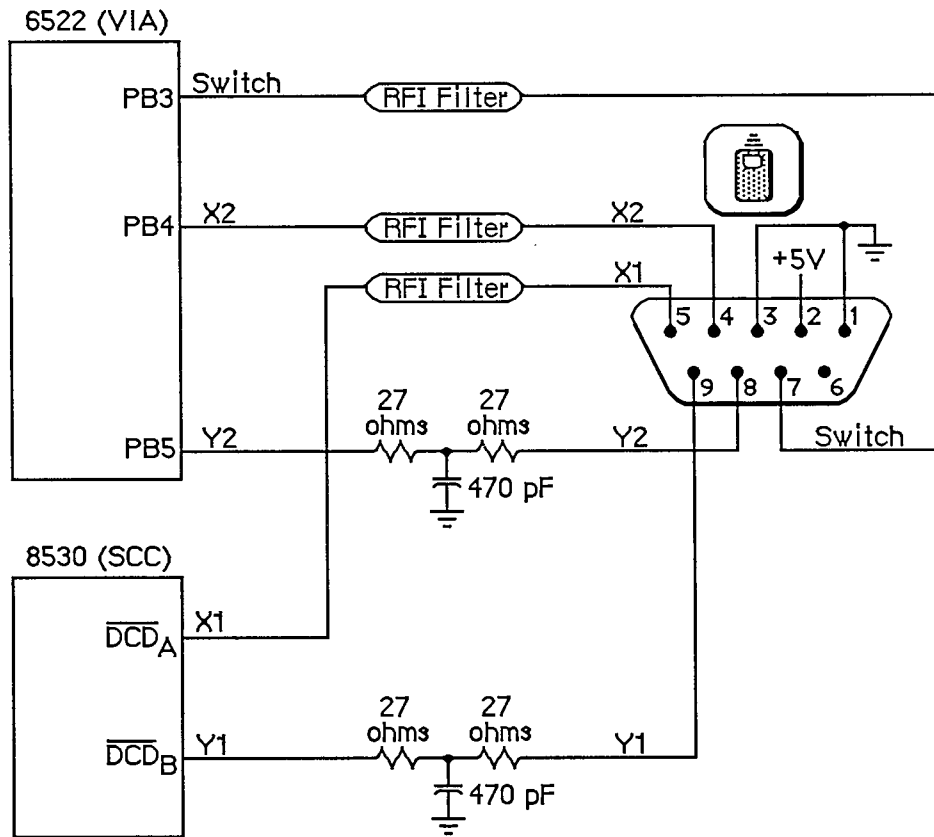 6522 (VIA)
PB3
Switch
RFI Filter
PB4
X2
RFI Filter
X2
RFI Filter
X1
+5V
5 4 3 2 1
9 8 7 6
PB5
Y2
27
ohms
27
ohms
Y2
Switch
470 pF
8530 (SCC)
DCDA
X1
27
ohms
27
ohms
DCDB
Y1
Y1
470 pF